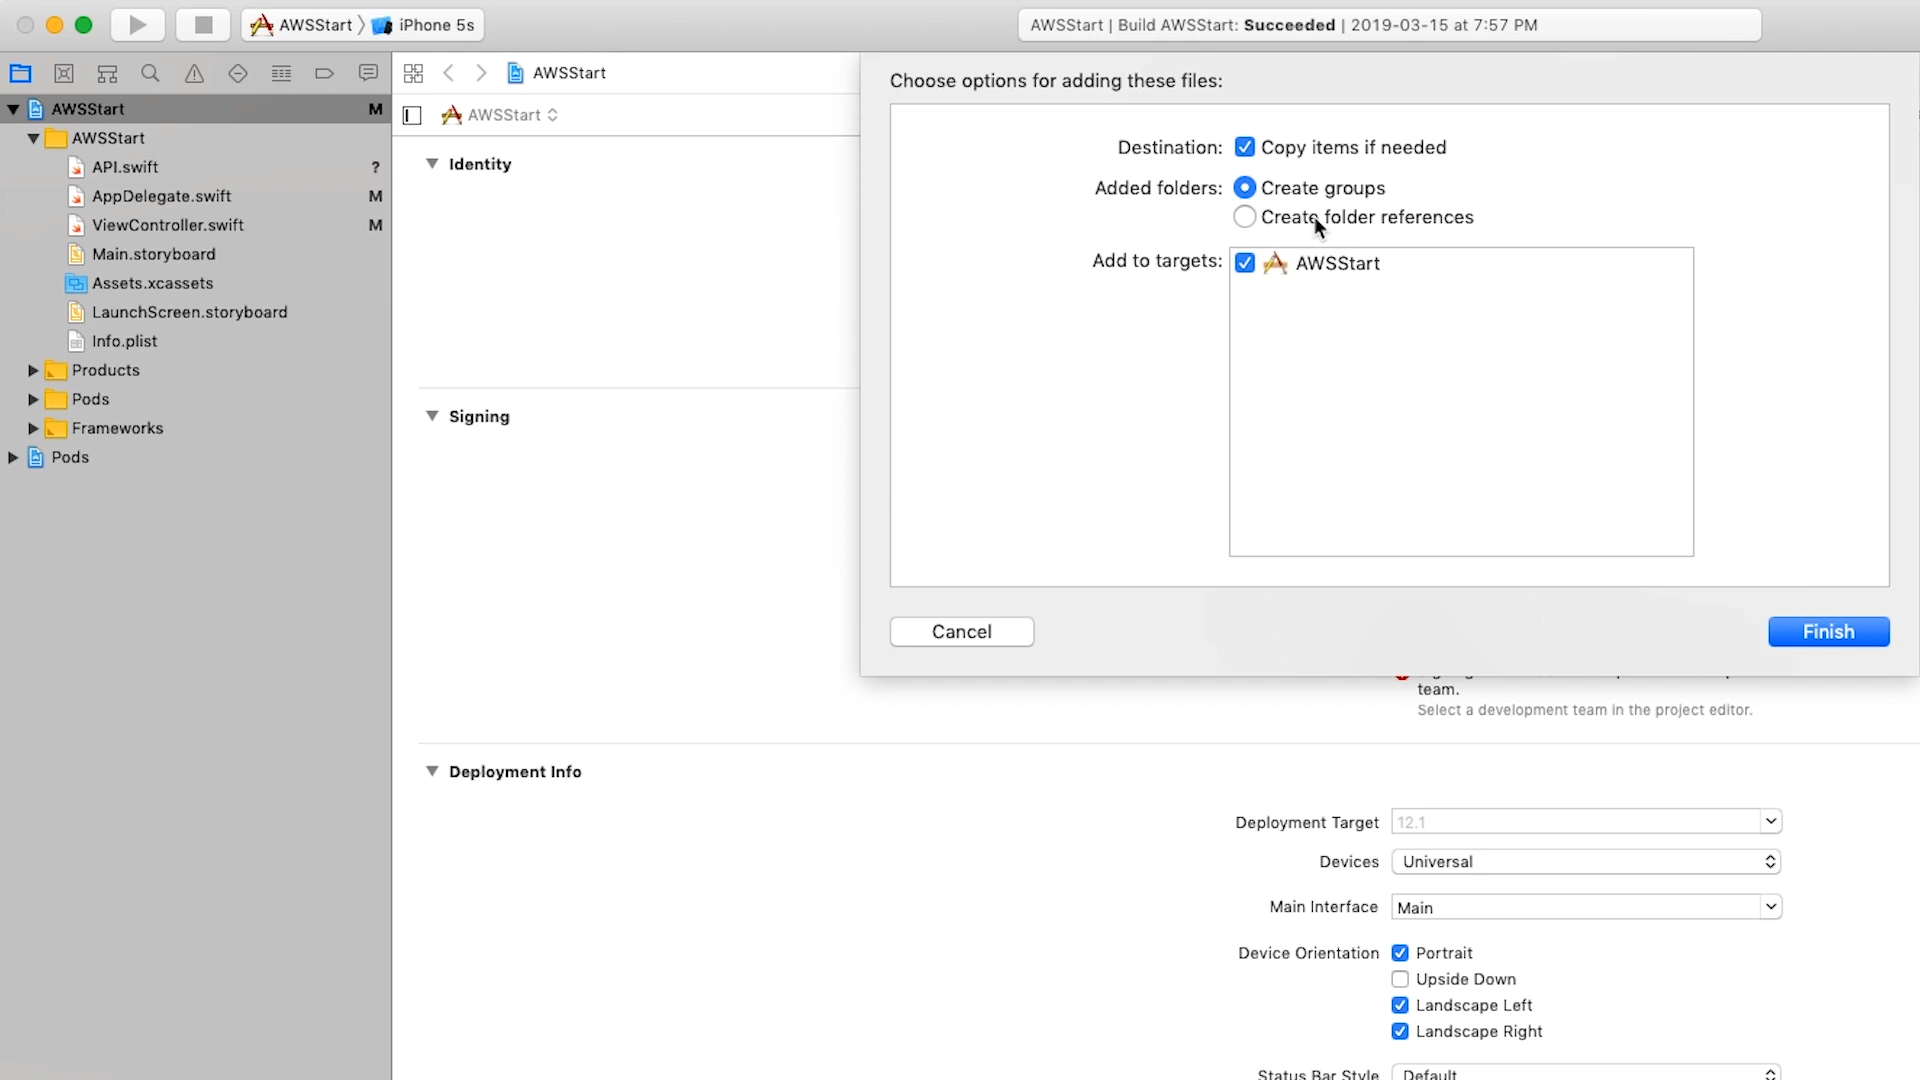 AWSStart
iPhone 5s
AWSStart | Build AWSStart: Succeeded | 2019-03-15 at 7:57 PM
AWSStart
Choose options for adding these files:
AWSStart M
AWSStart
AWSStart
Destination: Copy items if needed
Added folders: Create groups
Create folder references
Add to targets: AWSStart
Cancel
Finish
API.swift ?
AppDelegate.swift M
ViewController.swift M
Main.storyboard
Assets.xcassets
LaunchScreen.storyboard
Info.plist
Products
Pods
Frameworks
Pods
Identity
Signing
team.
Select a development team in the project editor.
Deployment Info
Deployment Target 12.1
Devices Universal
Main Interface Main
Device Orientation Portrait
Upside Down
Landscape Left
Landscape Right
Status Bar Style Default